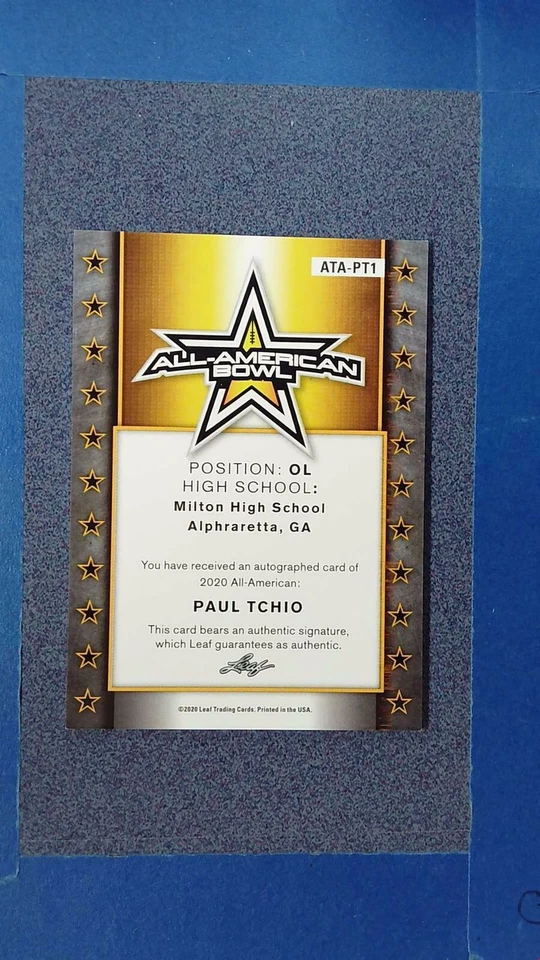 ATA-PT1
ALL-AMERICAN
BOWL
POSITION: OL
HIGH SCHOOL:
Milton High School
Alphraretta, GA
You have received an autographed card of
2020 All-American:
PAUL TCHIO
This card bears an authentic signature,
which Leaf guarantees as authentic.
Leaf
©2020 Leaf Trading Cards. Printed in the USA.